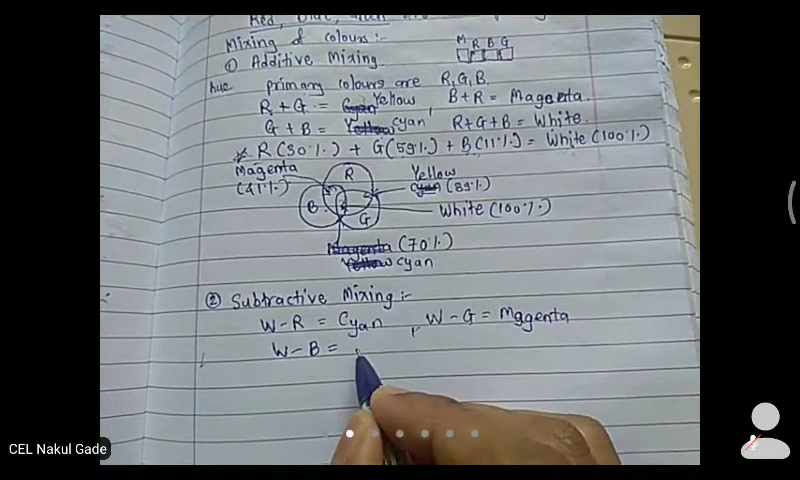 Mixing of colours:-
① Additive Mixing
M R B G
hue primary colours are R, G, B
R + G = Yellow, B + R = Magenta.
G + B = Cyan R+G+B = White.
* R (30%) + G (59%) + B (11%) = White (100%)
Magenta (41%)
R
Yellow (89%)
B
G
White (100%)
(70%)
Cyan
② Subtractive Mixing :-
W - R = Cyan , W - G = Magenta
W - B =
CEL Nakul Gade